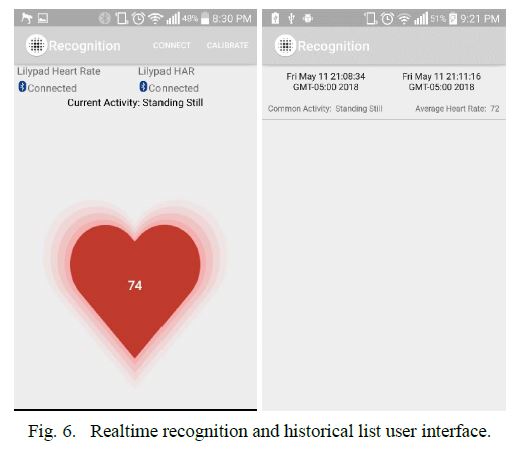 48% 8:30 PM
Recognition CONNECT CALIBRATE
Lilypad Heart Rate Lilypad HAR
Connected Connected
Current Activity: Standing Still
74
51% 9:21 PM
Recognition
Fri May 11 21:08:34 Fri May 11 21:11:16
GMT-05:00 2018 GMT-05:00 2018
Common Activity: Standing Still Average Heart Rate: 72
Fig. 6. Realtime recognition and historical list user interface.